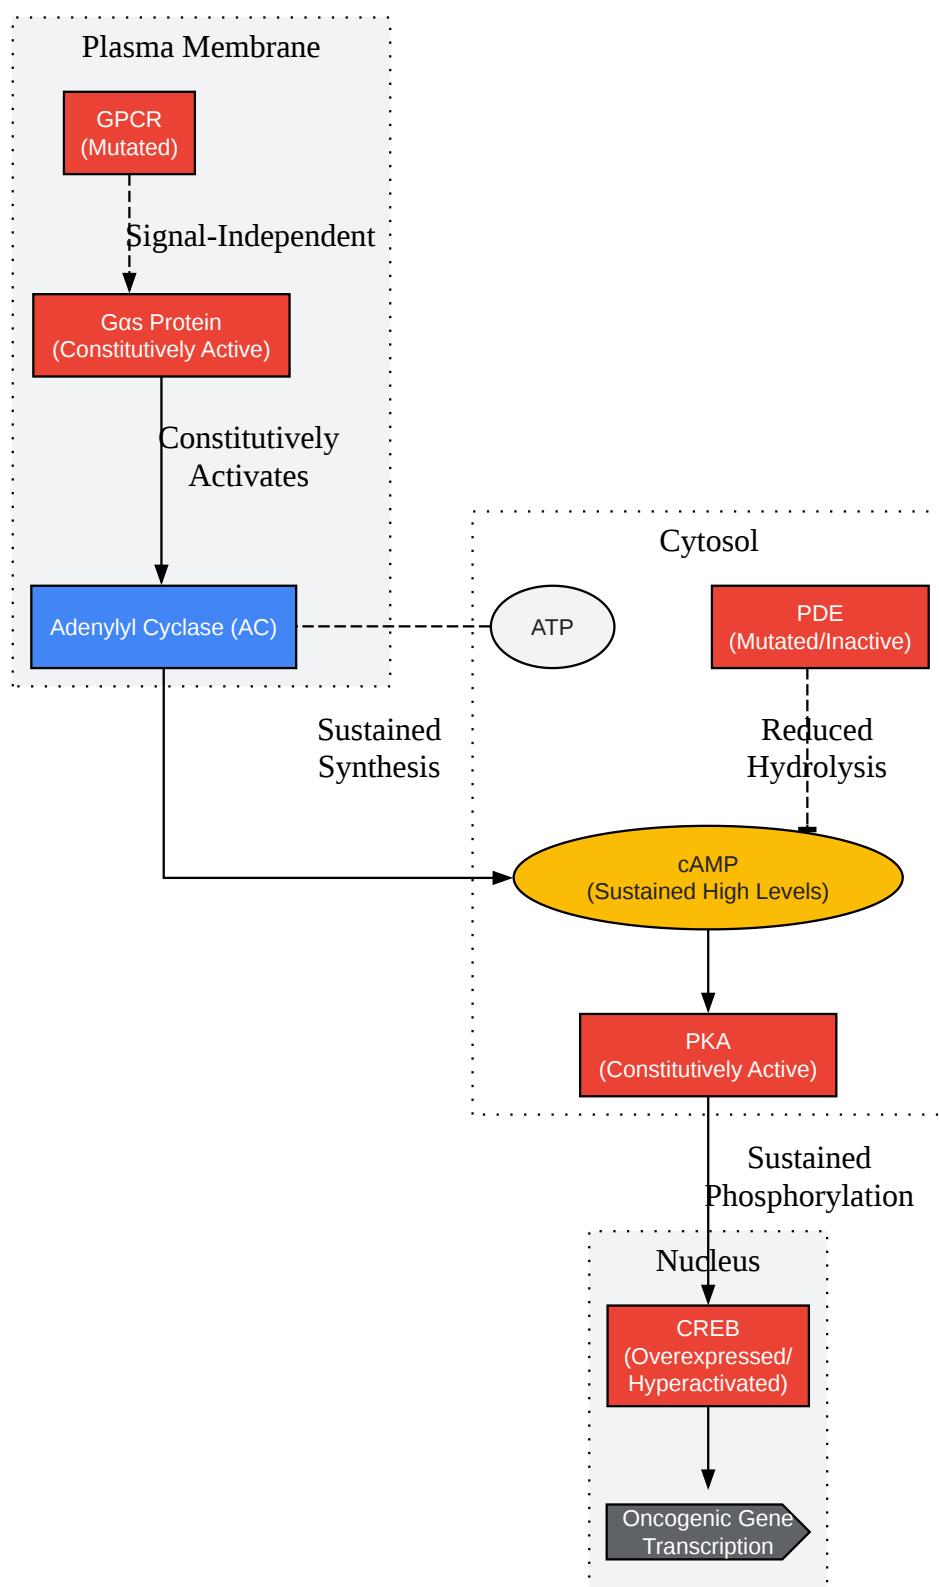 Plasma Membrane
GPCR
(Mutated)
Signal-Independent
Gαs Protein
(Constitutively Active)
Constitutively
Activates
Cytosol
Adenylyl Cyclase (AC)
ATP
PDE
(Mutated/Inactive)
Sustained
Synthesis
Reduced
Hydrolysis
cAMP
(Sustained High Levels)
PKA
(Constitutively Active)
Sustained
Phosphorylation
Nucleus
CREB
(Overexpressed/
Hyperactivated)
Oncogenic Gene
Transcription